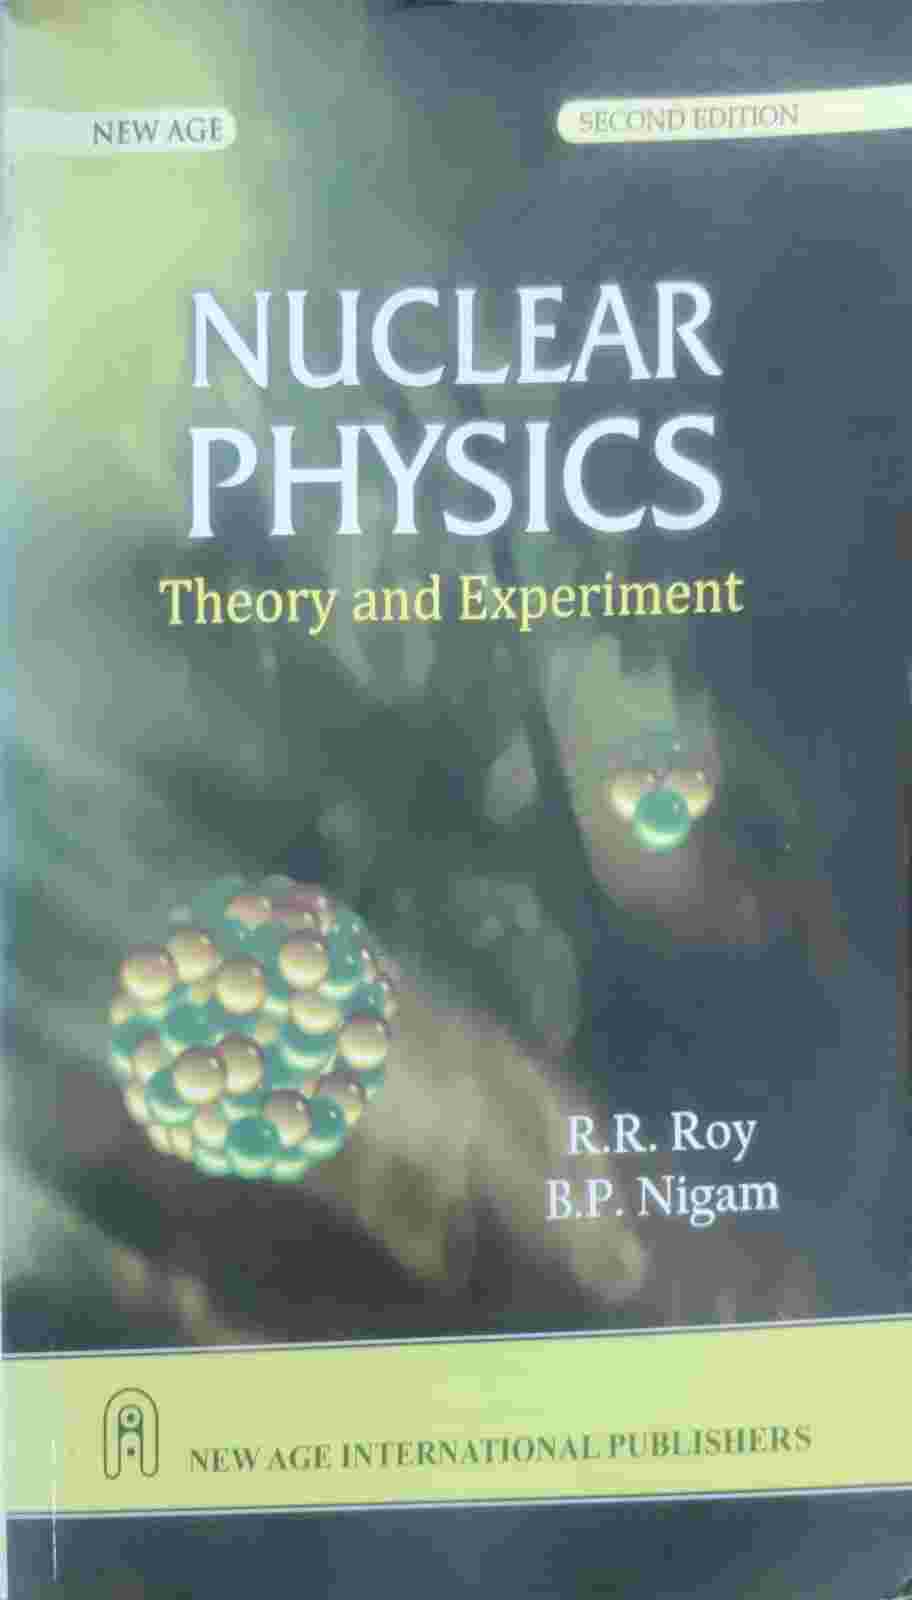 NEW AGE
SECOND EDITION
NUCLEAR
PHYSICS
Theory and Experiment
R.R. Roy
B.P. Nigam
NEW AGE INTERNATIONAL PUBLISHERS